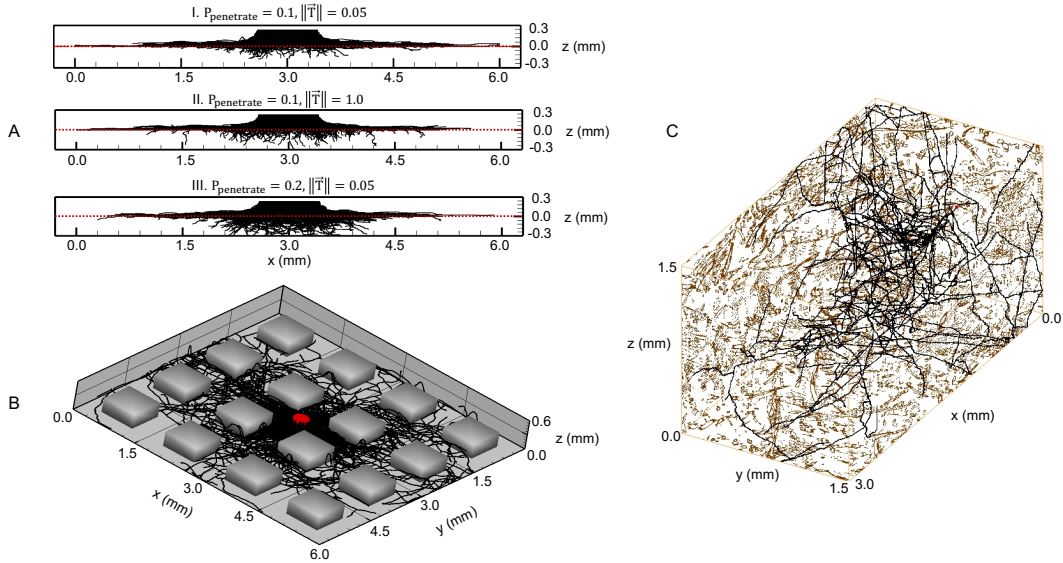 I. P_penetrate = 0.1, ‖T⃗‖ = 0.05
0.3
0.0 z (mm)
-0.3
0.0 1.5 3.0 4.5 6.0
II. P_penetrate = 0.1, ‖T⃗‖ = 1.0
A
0.3
0.0 z (mm)
-0.3
0.0 1.5 3.0 4.5 6.0
III. P_penetrate = 0.2, ‖T⃗‖ = 0.05
0.3
0.0 z (mm)
-0.3
0.0 1.5 3.0 4.5 6.0
x (mm)
B
0.0
1.5
x (mm)
3.0
4.5
6.0
4.5
y (mm)
3.0
1.5
0.0
z (mm)
0.6
C
1.5
z (mm)
0.0
y (mm)
1.5
3.0
x (mm)
0.0